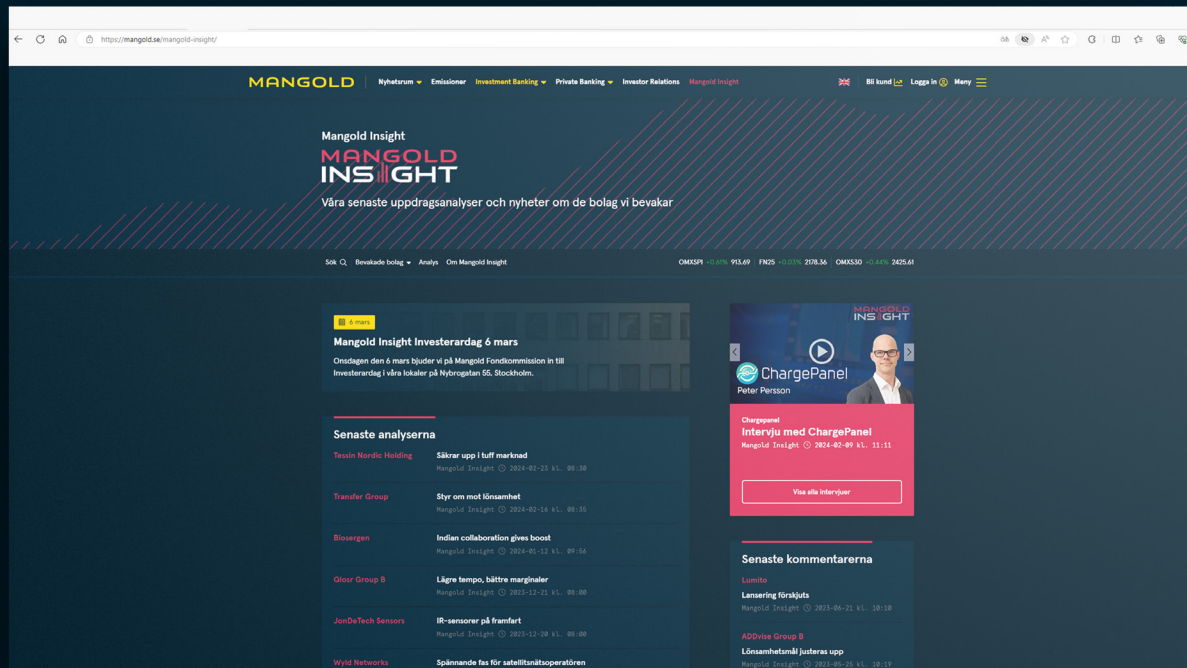 https://mangold.se/mangold-insight/
MANGOLD
Nyhetsrum Emissioner Investment Banking Private Banking Investor Relations Mangold Insight
Bli kund Logga in Meny
Mangold Insight
MANGOLD
INSIGHT
Våra senaste uppdragsanalyser och nyheter om de bolag vi bevakar
Sök Bevakade bolag Analys Om Mangold Insight
OMXSPI +0.61% 913.69 FN25 +0.03% 2178.36 OMXS30 +0.44% 2425.61
6 mars
Mangold Insight Investerardag 6 mars
Onsdagen den 6 mars bjuder vi på Mangold Fondkommission in till
Investerardag i våra lokaler på Nybrogatan 55, Stockholm.
Senaste analyserna
Tessin Nordic Holding Säkrar upp i tuff marknad
Mangold Insight 2024-02-23 kl. 08:30
Transfer Group Styr om mot lönsamhet
Mangold Insight 2024-02-16 kl. 08:35
Biosergen Indian collaboration gives boost
Mangold Insight 2024-01-12 kl. 09:56
Qlosr Group B Lägre tempo, bättre marginaler
Mangold Insight 2023-12-21 kl. 08:00
JonDeTech Sensors IR-sensorer på framfart
Mangold Insight 2023-12-20 kl. 08:00
Wyld Networks Spännande fas för satellitsnätsoperatören
MANGOLD
INSIGHT
ChargePanel
Peter Persson
Chargepanel
Intervju med ChargePanel
Mangold Insight 2024-02-09 kl. 11:11
Visa alla intervjuer
Senaste kommentarerna
Lumito
Lansering förskjuts
Mangold Insight 2023-06-21 kl. 10:10
ADDvise Group B
Lönsamhetsmål justeras upp
Mangold Insight 2023-05-26 kl. 10:19